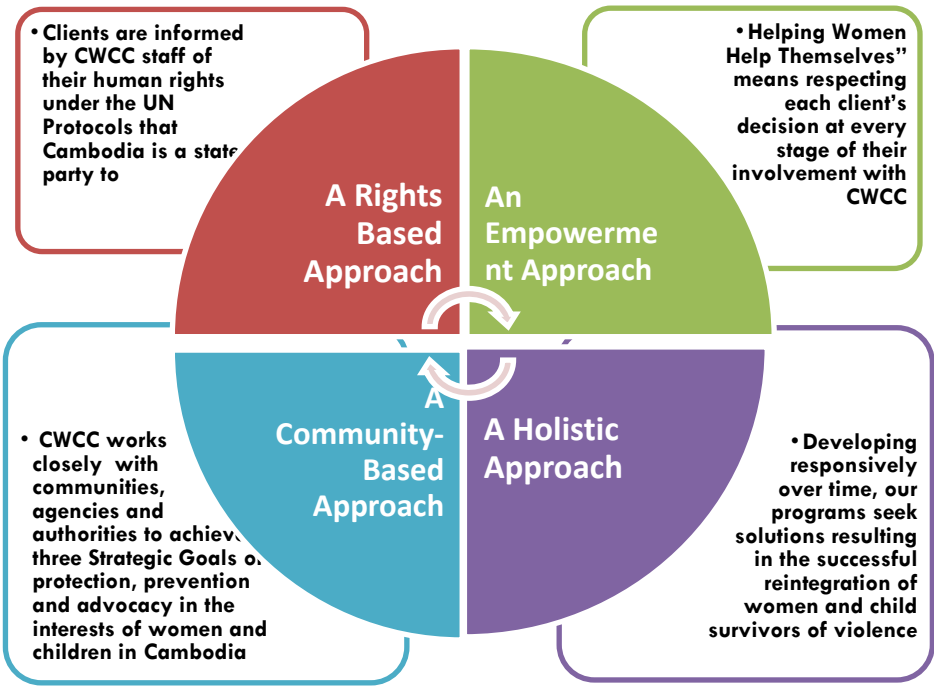 • Clients are informed
by CWCC staff of
their human rights
under the UN
Protocols that
Cambodia is a state
party to
A Rights
Based
Approach
An
Empowerme
nt Approach
• Helping Women
Help Themselves”
means respecting
each client’s
decision at every
stage of their
involvement with
CWCC
• CWCC works
closely with
communities,
agencies and
authorities to achieve
three Strategic Goals
protection, prevention
and advocacy in the
interests of women and
children in Cambodia
A
Community-
Based
Approach
A Holistic
Approach
• Developing
responsively
over time, our
programs seek
solutions resulting
in the successful
reintegration of
women and child
survivors of violence